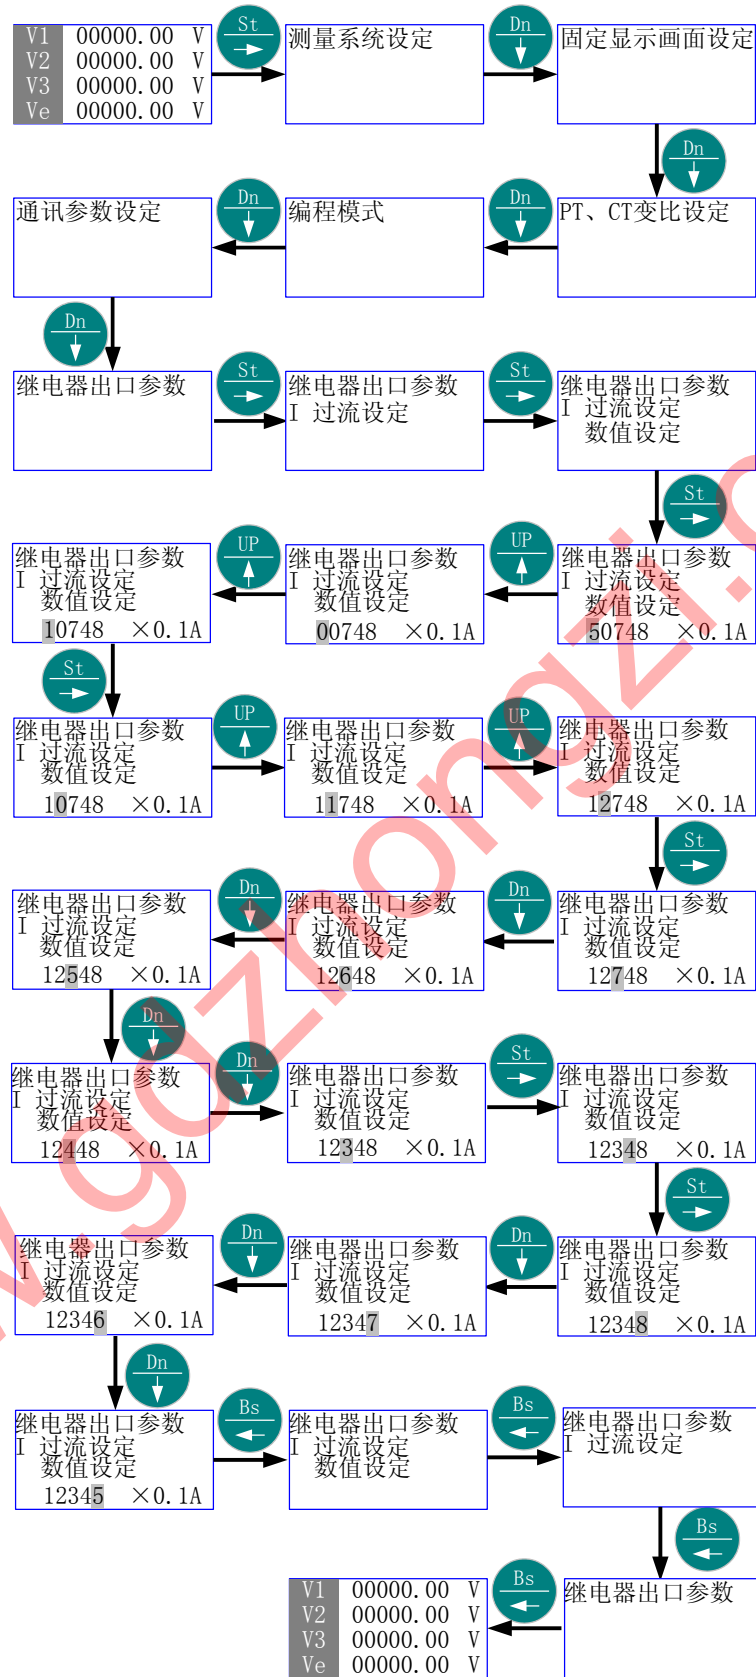 V1 00000.00 V
V2 00000.00 V
V3 00000.00 V
Ve 00000.00 V
St
测量系统设定
Dn
固定显示画面设定
Dn
PT、CT变比设定
Dn
编程模式
Dn
通讯参数设定
Dn
继电器出口参数
St
继电器出口参数
I 过流设定
St
继电器出口参数
I 过流设定
数值设定
St
继电器出口参数
I 过流设定
数值设定
50748 ×0.1A
UP
继电器出口参数
I 过流设定
数值设定
00748 ×0.1A
UP
继电器出口参数
I 过流设定
数值设定
10748 ×0.1A
St
继电器出口参数
I 过流设定
数值设定
10748 ×0.1A
UP
继电器出口参数
I 过流设定
数值设定
11748 ×0.1A
UP
继电器出口参数
I 过流设定
数值设定
12748 ×0.1A
St
继电器出口参数
I 过流设定
数值设定
12748 ×0.1A
Dn
继电器出口参数
I 过流设定
数值设定
12648 ×0.1A
Dn
继电器出口参数
I 过流设定
数值设定
12548 ×0.1A
Dn
继电器出口参数
I 过流设定
数值设定
12448 ×0.1A
Dn
继电器出口参数
I 过流设定
数值设定
12348 ×0.1A
St
继电器出口参数
I 过流设定
数值设定
12348 ×0.1A
St
继电器出口参数
I 过流设定
数值设定
12348 ×0.1A
Dn
继电器出口参数
I 过流设定
数值设定
12347 ×0.1A
Dn
继电器出口参数
I 过流设定
数值设定
12346 ×0.1A
Dn
继电器出口参数
I 过流设定
数值设定
12345 ×0.1A
Bs
继电器出口参数
I 过流设定
数值设定
Bs
继电器出口参数
I 过流设定
Bs
继电器出口参数
Bs
V1 00000.00 V
V2 00000.00 V
V3 00000.00 V
Ve 00000.00 V
.gdzhongzi.